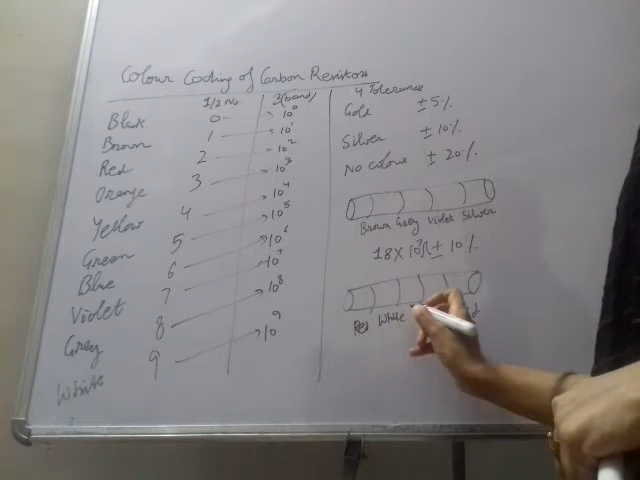 Colour Coding of Carbon Resistors
1/2 No 3(band)
Black 0 10⁰
Brown 1 10¹
Red 2 10²
Orange 3 10³
Yellow 4 10⁴
Green 5 10⁵
Blue 6 10⁶
Violet 7 10⁷
Grey 8 10⁸
White 9 10⁹
4 Tolerance
Gold ±5%
Silver ±10%
No colour ±20%
Brown Grey Violet Silver
18 × 10⁷Ω ± 10%
Red White